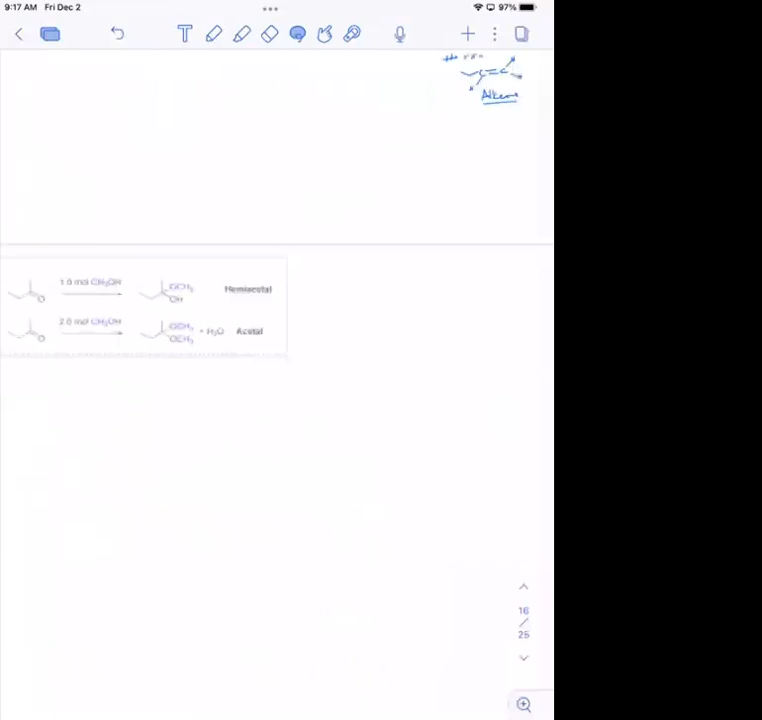 9:17 AM Fri Dec 2
97%
C=C
Alkene
1.0 mol CH₃OH
OCH₃
OH
Hemiacetal
O
2.0 mol CH₃OH
OCH₃
+ H₂O
Acetal
O
OCH₃
16
/
25